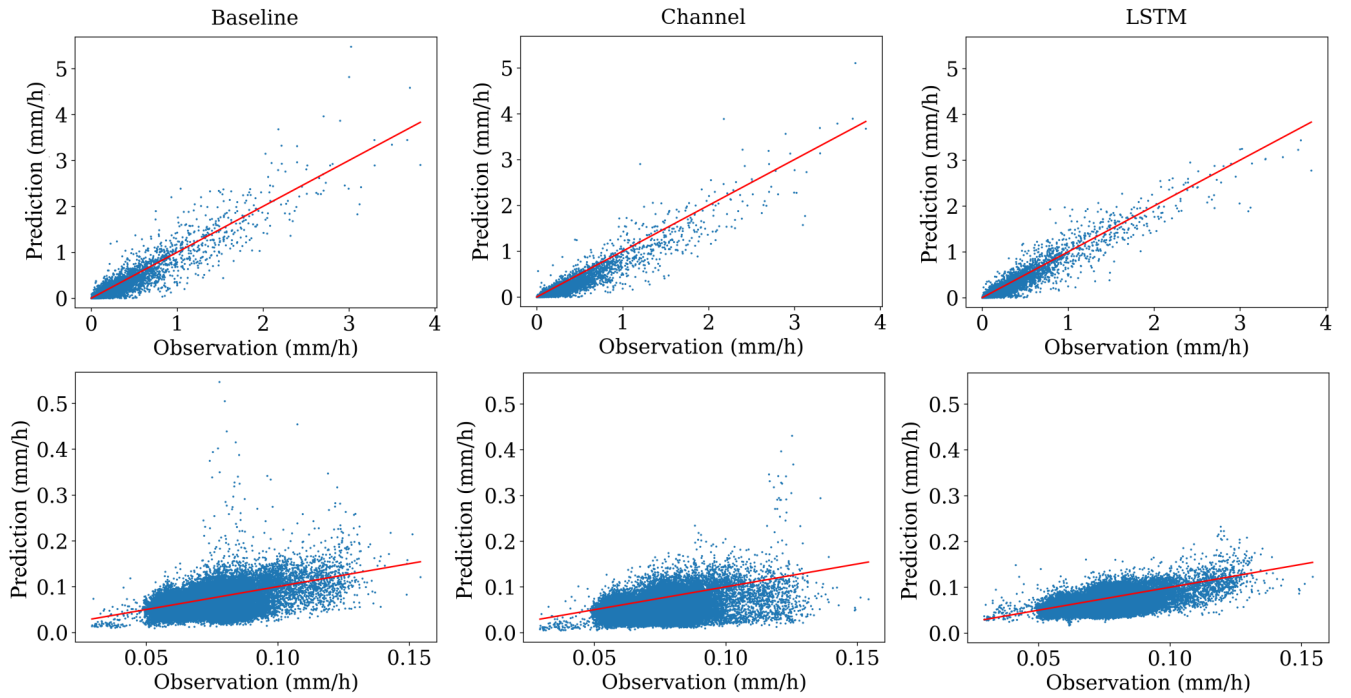 Baseline Channel LSTM
Prediction (mm/h) 5 4 3 2 1 0
0 1 2 3 4
Observation (mm/h)
Prediction (mm/h) 5 4 3 2 1 0
0 1 2 3 4
Observation (mm/h)
Prediction (mm/h) 5 4 3 2 1 0
0 1 2 3 4
Observation (mm/h)
Prediction (mm/h) 0.5 0.4 0.3 0.2 0.1 0.0
0.05 0.10 0.15
Observation (mm/h)
Prediction (mm/h) 0.5 0.4 0.3 0.2 0.1 0.0
0.05 0.10 0.15
Observation (mm/h)
Prediction (mm/h) 0.5 0.4 0.3 0.2 0.1 0.0
0.05 0.10 0.15
Observation (mm/h)